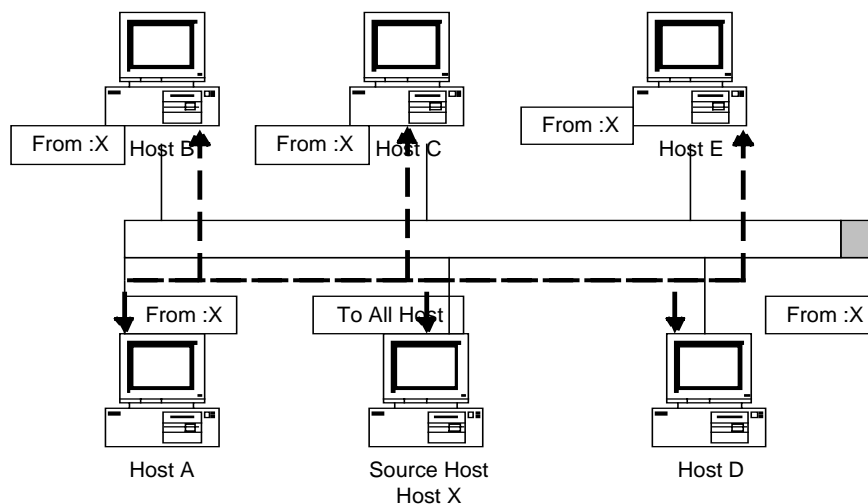 From :X
Host B
From :X
Host C
From :X
Host E
From :X
To All Host
From :X
Host A
Source Host
Host X
Host D